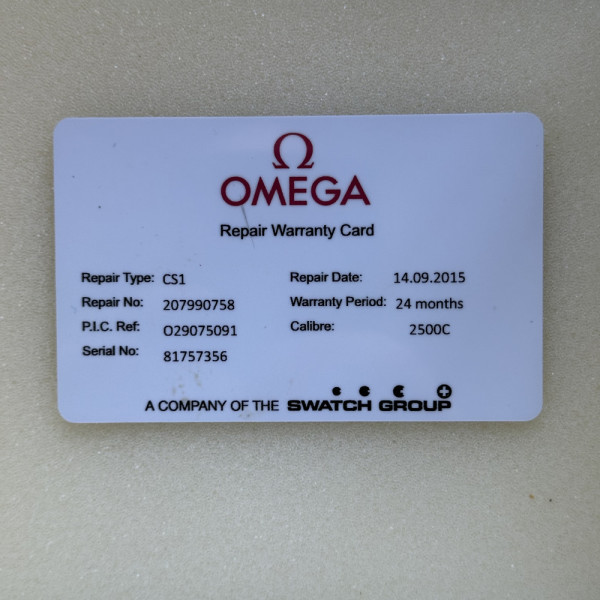 Ω
OMEGA
Repair Warranty Card
Repair Type: CS1 Repair Date: 14.09.2015
Repair No: 207990758 Warranty Period: 24 months
P.I.C. Ref: O29075091 Calibre: 2500C
Serial No: 81757356
A COMPANY OF THE SWATCH GROUP